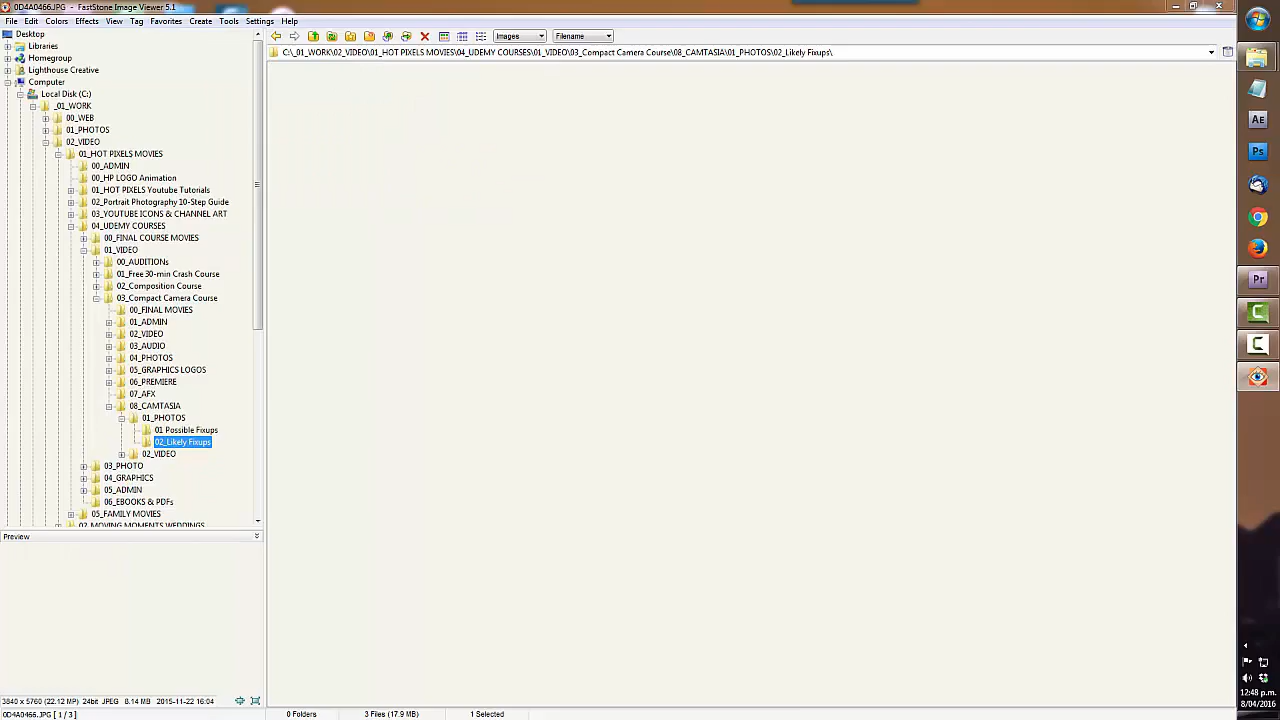 0D4A0466.JPG - FastStone Image Viewer 5.1
File Edit Colors Effects View Tag Favorites Create Tools Settings Help
Images Filename
C:\_01_WORK\02_VIDEO\01_HOT PIXELS MOVIES\04_UDEMY COURSES\01_VIDEO\03_Compact Camera Course\08_CAMTASIA\01_PHOTOS\02_Likely Fixups\
Desktop
Libraries
Homegroup
Lighthouse Creative
Computer
Local Disk (C:)
_01_WORK
00_WEB
01_PHOTOS
02_VIDEO
01_HOT PIXELS MOVIES
00_ADMIN
00_HP LOGO Animation
01_HOT PIXELS Youtube Tutorials
02_Portrait Photography 10-Step Guide
03_YOUTUBE ICONS & CHANNEL ART
04_UDEMY COURSES
00_FINAL COURSE MOVIES
01_VIDEO
00_AUDITIONs
01_Free 30-min Crash Course
02_Composition Course
03_Compact Camera Course
00_FINAL MOVIES
01_ADMIN
02_VIDEO
03_AUDIO
04_PHOTOS
05_GRAPHICS LOGOS
06_PREMIERE
07_AFX
08_CAMTASIA
01_PHOTOS
01 Possible Fixups
02_Likely Fixups
02_VIDEO
03_PHOTO
04_GRAPHICS
05_ADMIN
06_EBOOKS & PDFs
05_FAMILY MOVIES
02_MOVING MOMENTS WEDDINGS
Preview
3840 x 5760 (22.12 MP) 24bit JPEG 8.14 MB 2015-11-22 16:04
0D4A0466.JPG [ 1 / 3 ]
0 Folders 3 Files (17.9 MB) 1 Selected
AE
Ps
Pr
C
C
12:48 p.m.
8/04/2016